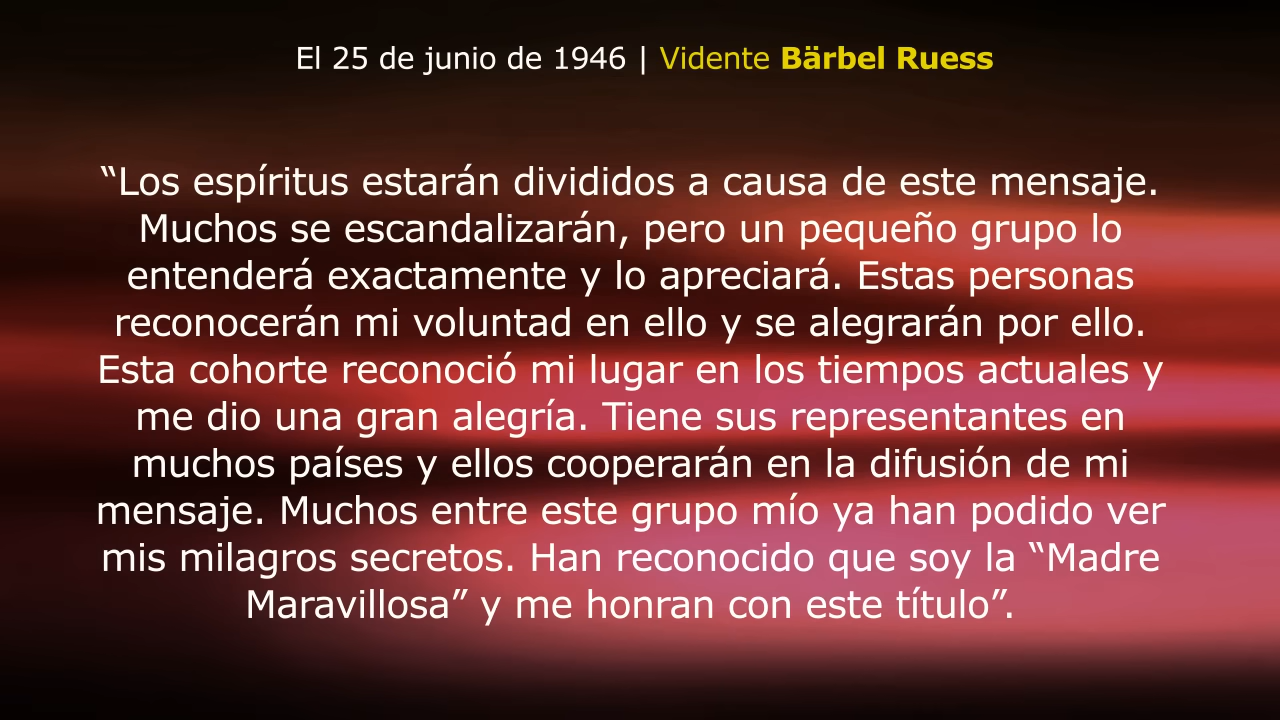 El 25 de junio de 1946 | Vidente Bärbel Ruess
“Los espíritus estarán divididos a causa de este mensaje.
Muchos se escandalizarán, pero un pequeño grupo lo
entenderá exactamente y lo apreciará. Estas personas
reconocerán mi voluntad en ello y se alegrarán por ello.
Esta cohorte reconoció mi lugar en los tiempos actuales y
me dio una gran alegría. Tiene sus representantes en
muchos países y ellos cooperarán en la difusión de mi
mensaje. Muchos entre este grupo mío ya han podido ver
mis milagros secretos. Han reconocido que soy la “Madre
Maravillosa” y me honran con este título”.